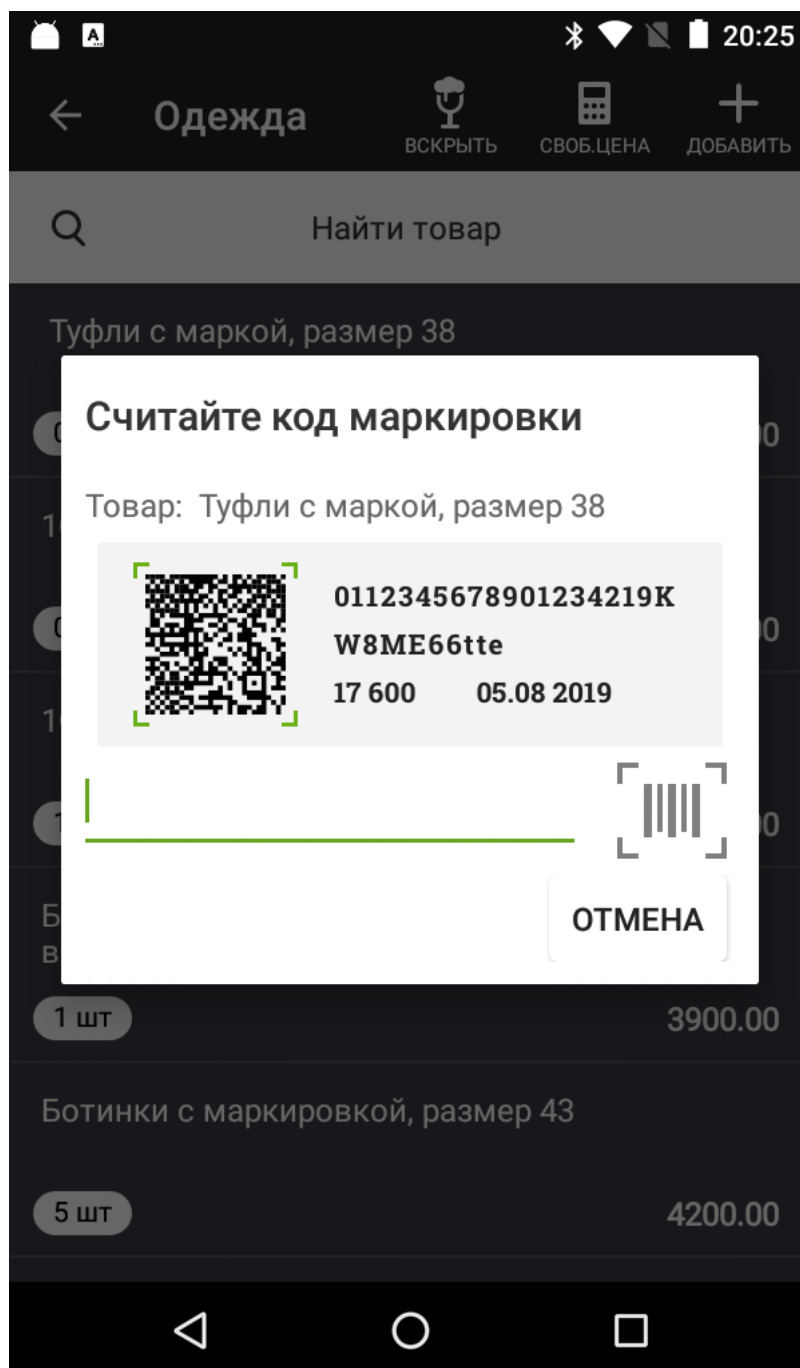 20:25
Одежда
ВСКРЫТЬ
СВОБ.ЦЕНА
ДОБАВИТЬ
Найти товар
Туфли с маркой, размер 38
Считайте код маркировки
Товар: Туфли с маркой, размер 38
0112345678901234219K
W8ME66tte
17 600 05.08 2019
ОТМЕНА
1 шт 3900.00
Ботинки с маркировкой, размер 43
5 шт 4200.00